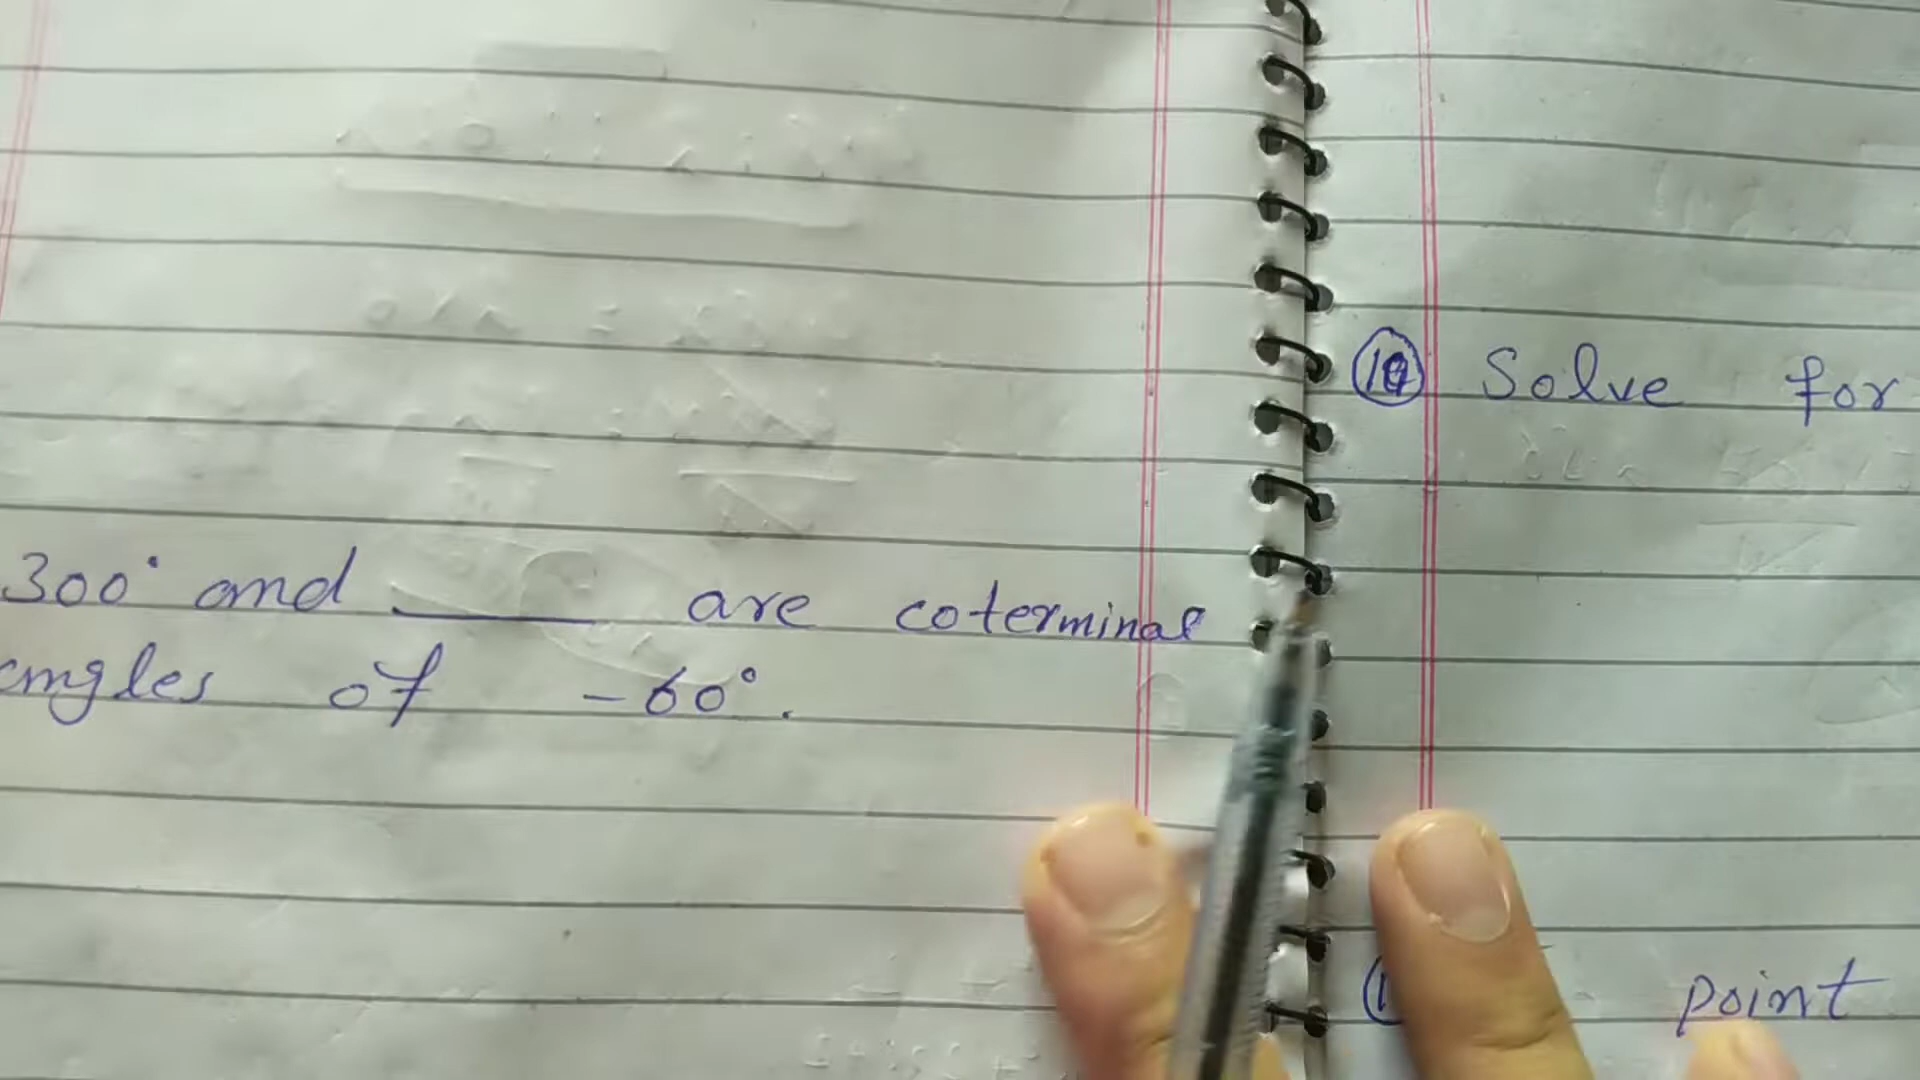 300° and ______ are coterminal
angles of -60°.
Solve for
point